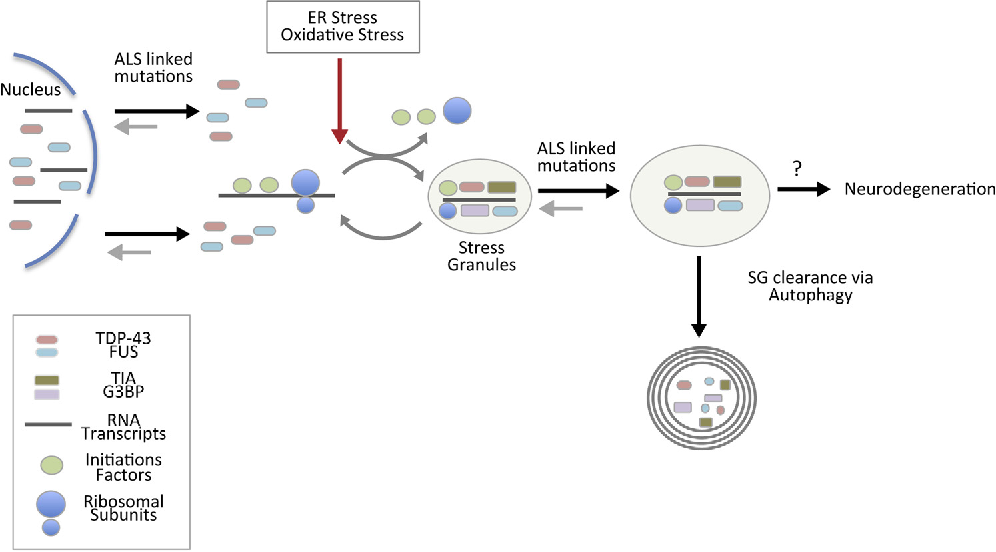 ER Stress
Oxidative Stress
ALS linked
mutations
Nucleus
ALS linked
mutations
?
Neurodegeneration
Stress
Granules
SG clearance via
Autophagy
TDP-43
FUS
TIA
G3BP
RNA
Transcripts
Initiations
Factors
Ribosomal
Subunits